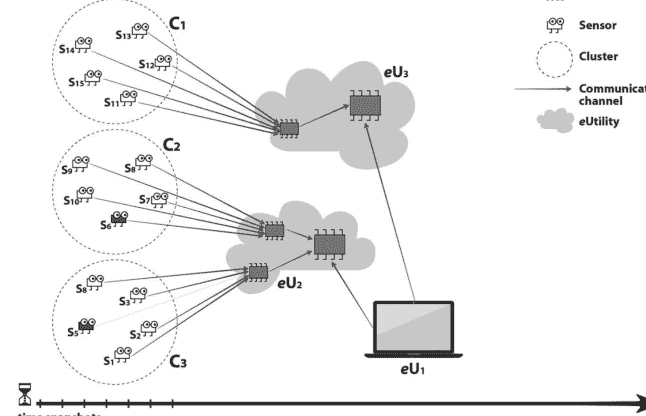 C1
S13
S14
S12
S15
S11
eU3
C2
S9
S8
S10
S7
S6
S8
S3
S5
S2
S1
C3
eU2
eU1
Sensor
Cluster
channel
eUtility